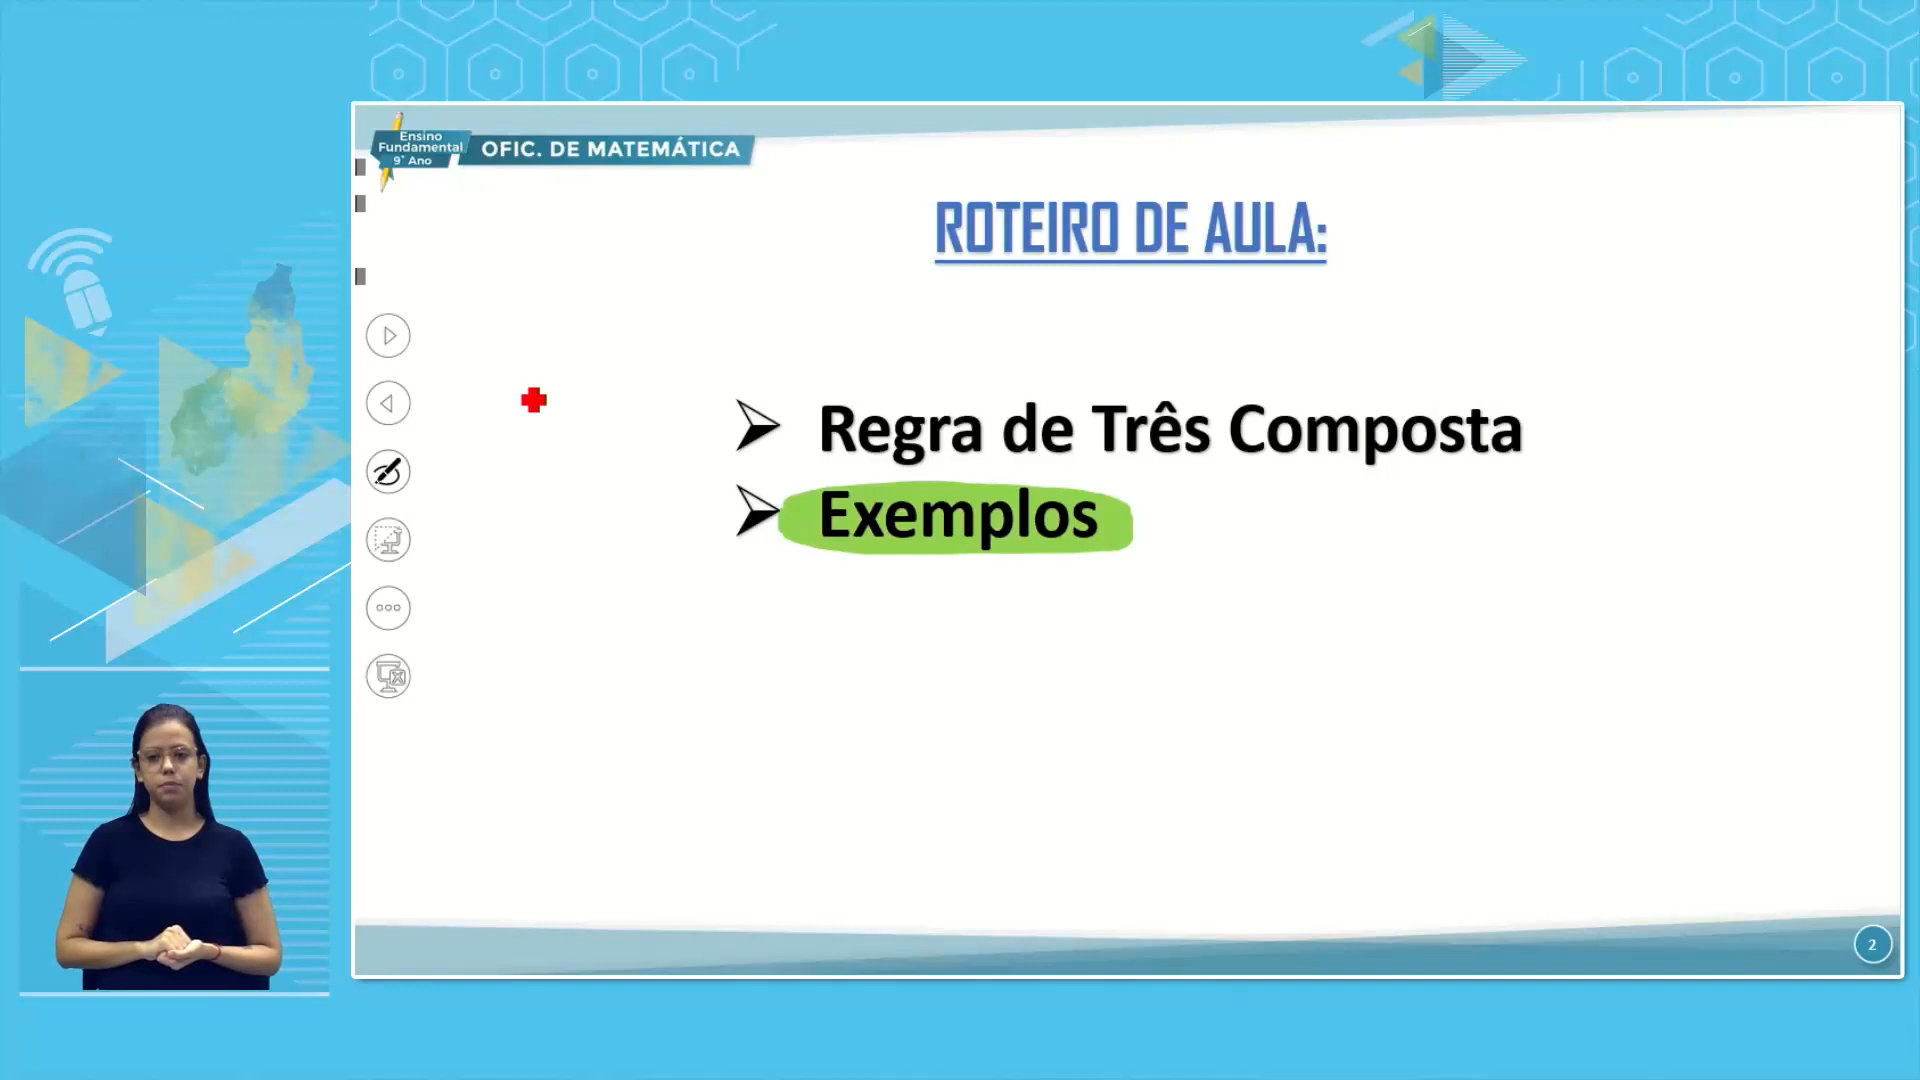 Ensino
Fundamental
9° Ano
OFIC. DE MATEMÁTICA
ROTEIRO DE AULA:
Regra de Três Composta
Exemplos
2